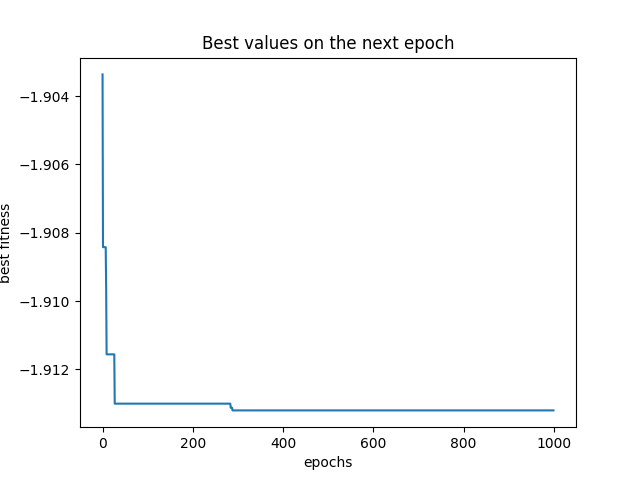 Best values on the next epoch
−1.904
−1.906
−1.908
−1.910
−1.912
best fitness
0 200 400 600 800 1000
epochs